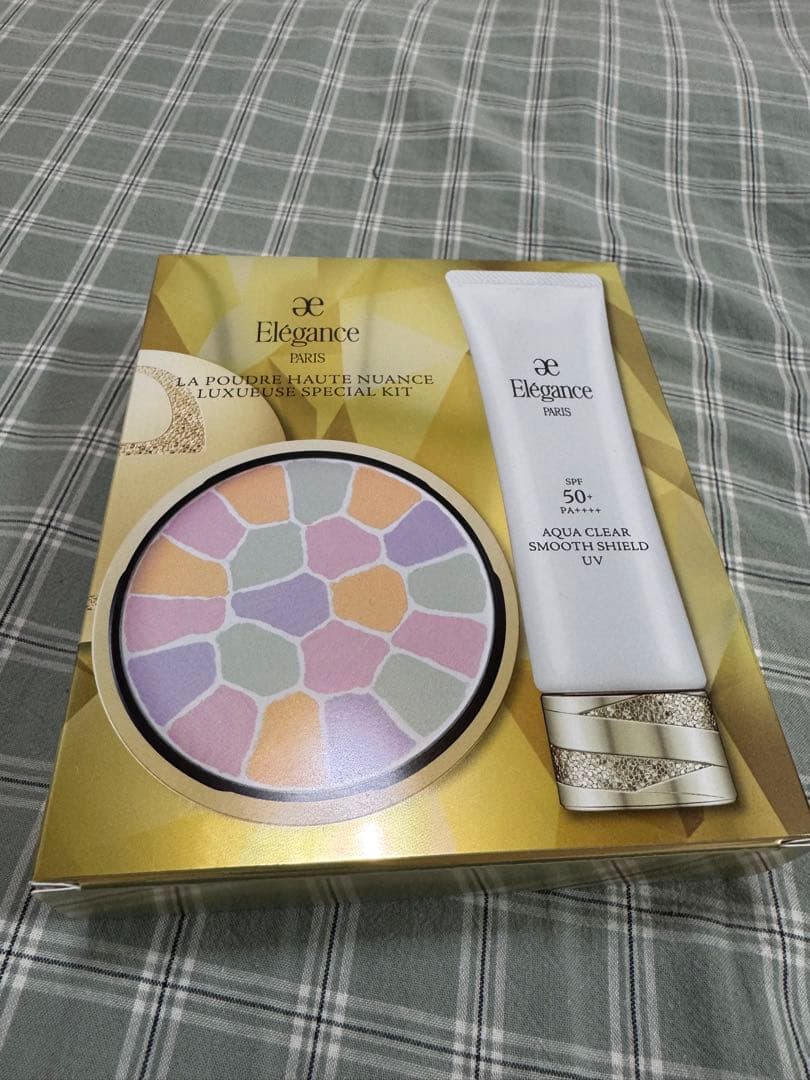 Elégance
PARIS
LA POUDRE HAUTE NUANCE
LUXUEUSE SPECIAL KIT
Elégance
PARIS
SPF
50+
PA++++
AQUA CLEAR
SMOOTH SHIELD
UV